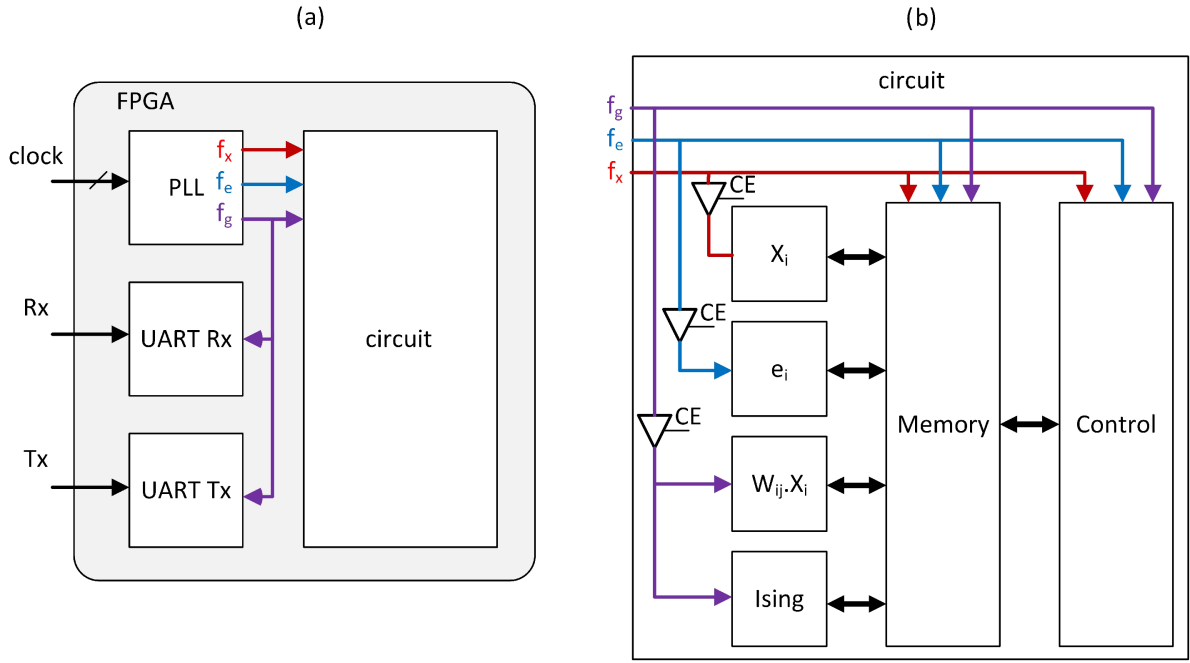 (a)
FPGA
clock
PLL
fx
fe
fg
Rx
UART Rx
circuit
Tx
UART Tx
(b)
circuit
fg
fe
fx
CE
Xi
CE
ei
CE
Memory
Control
Wij.Xi
Ising